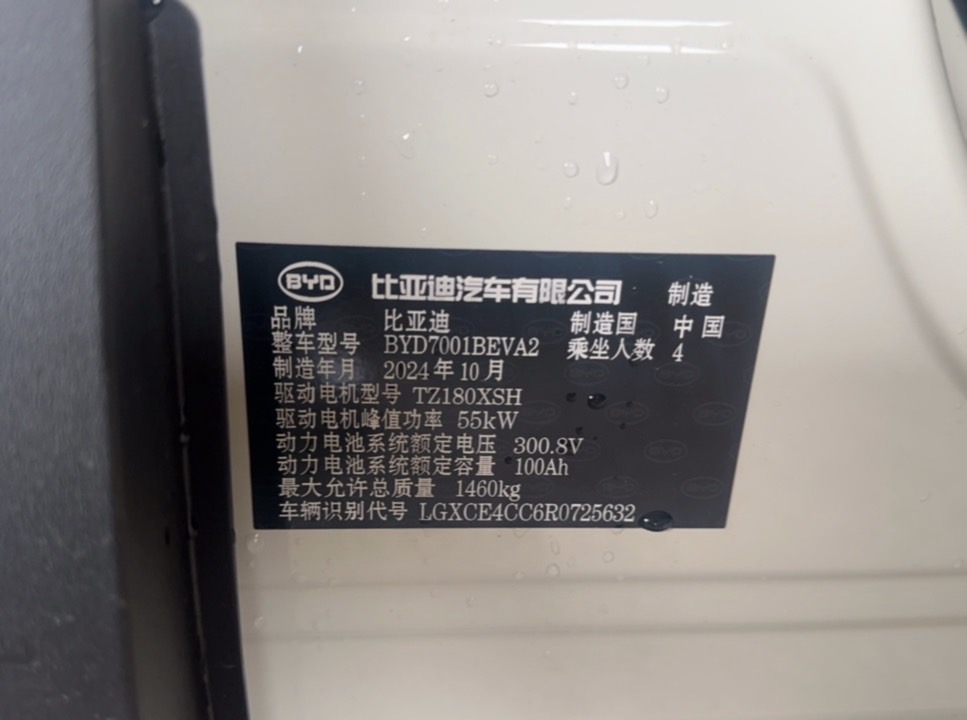 BYD 比亚迪汽车有限公司 制造
品牌 比亚迪 制造国 中国
整车型号 BYD7001BEVA2 乘坐人数 4
制造年月 2024年10月
驱动电机型号 TZ180XSH
驱动电机峰值功率 55kW
动力电池系统额定电压 300.8V
动力电池系统额定容量 100Ah
最大允许总质量 1460kg
车辆识别代号 LGXCE4CC6R0725632